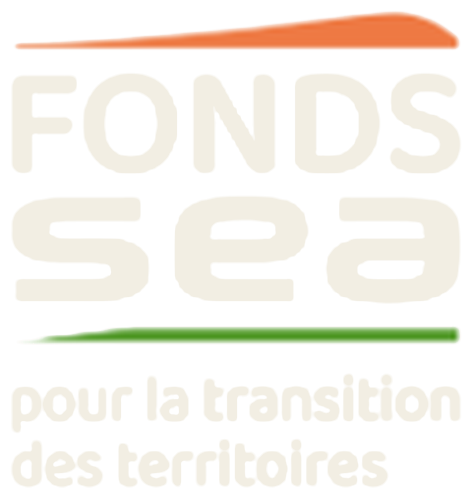 FONDS
sea
pour la transition
des territoires